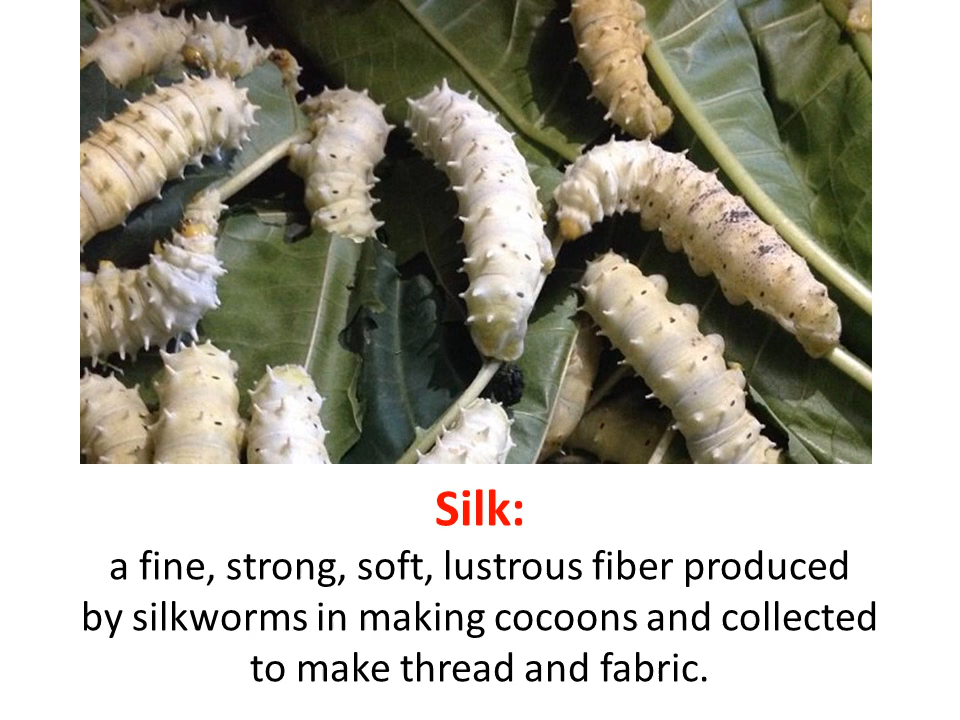 Silk:
a fine, strong, soft, lustrous fiber produced
by silkworms in making cocoons and collected
to make thread and fabric.